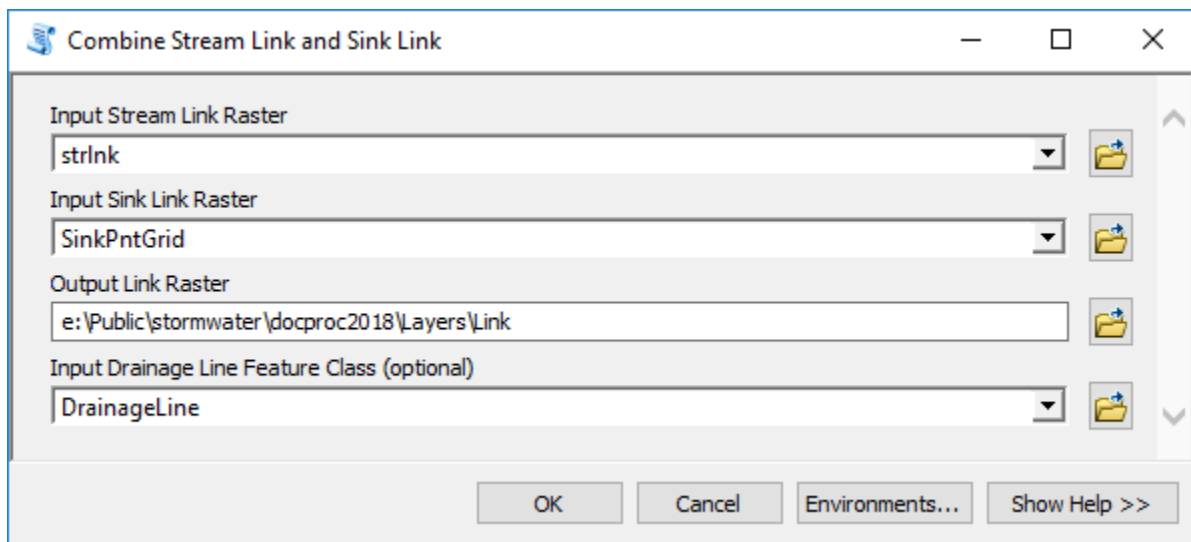 Combine Stream Link and Sink Link
Input Stream Link Raster
strlnk
Input Sink Link Raster
SinkPntGrid
Output Link Raster
e:\Public\stormwater\docproc2018\Layers\Link
Input Drainage Line Feature Class (optional)
DrainageLine
OK Cancel Environments... Show Help >>